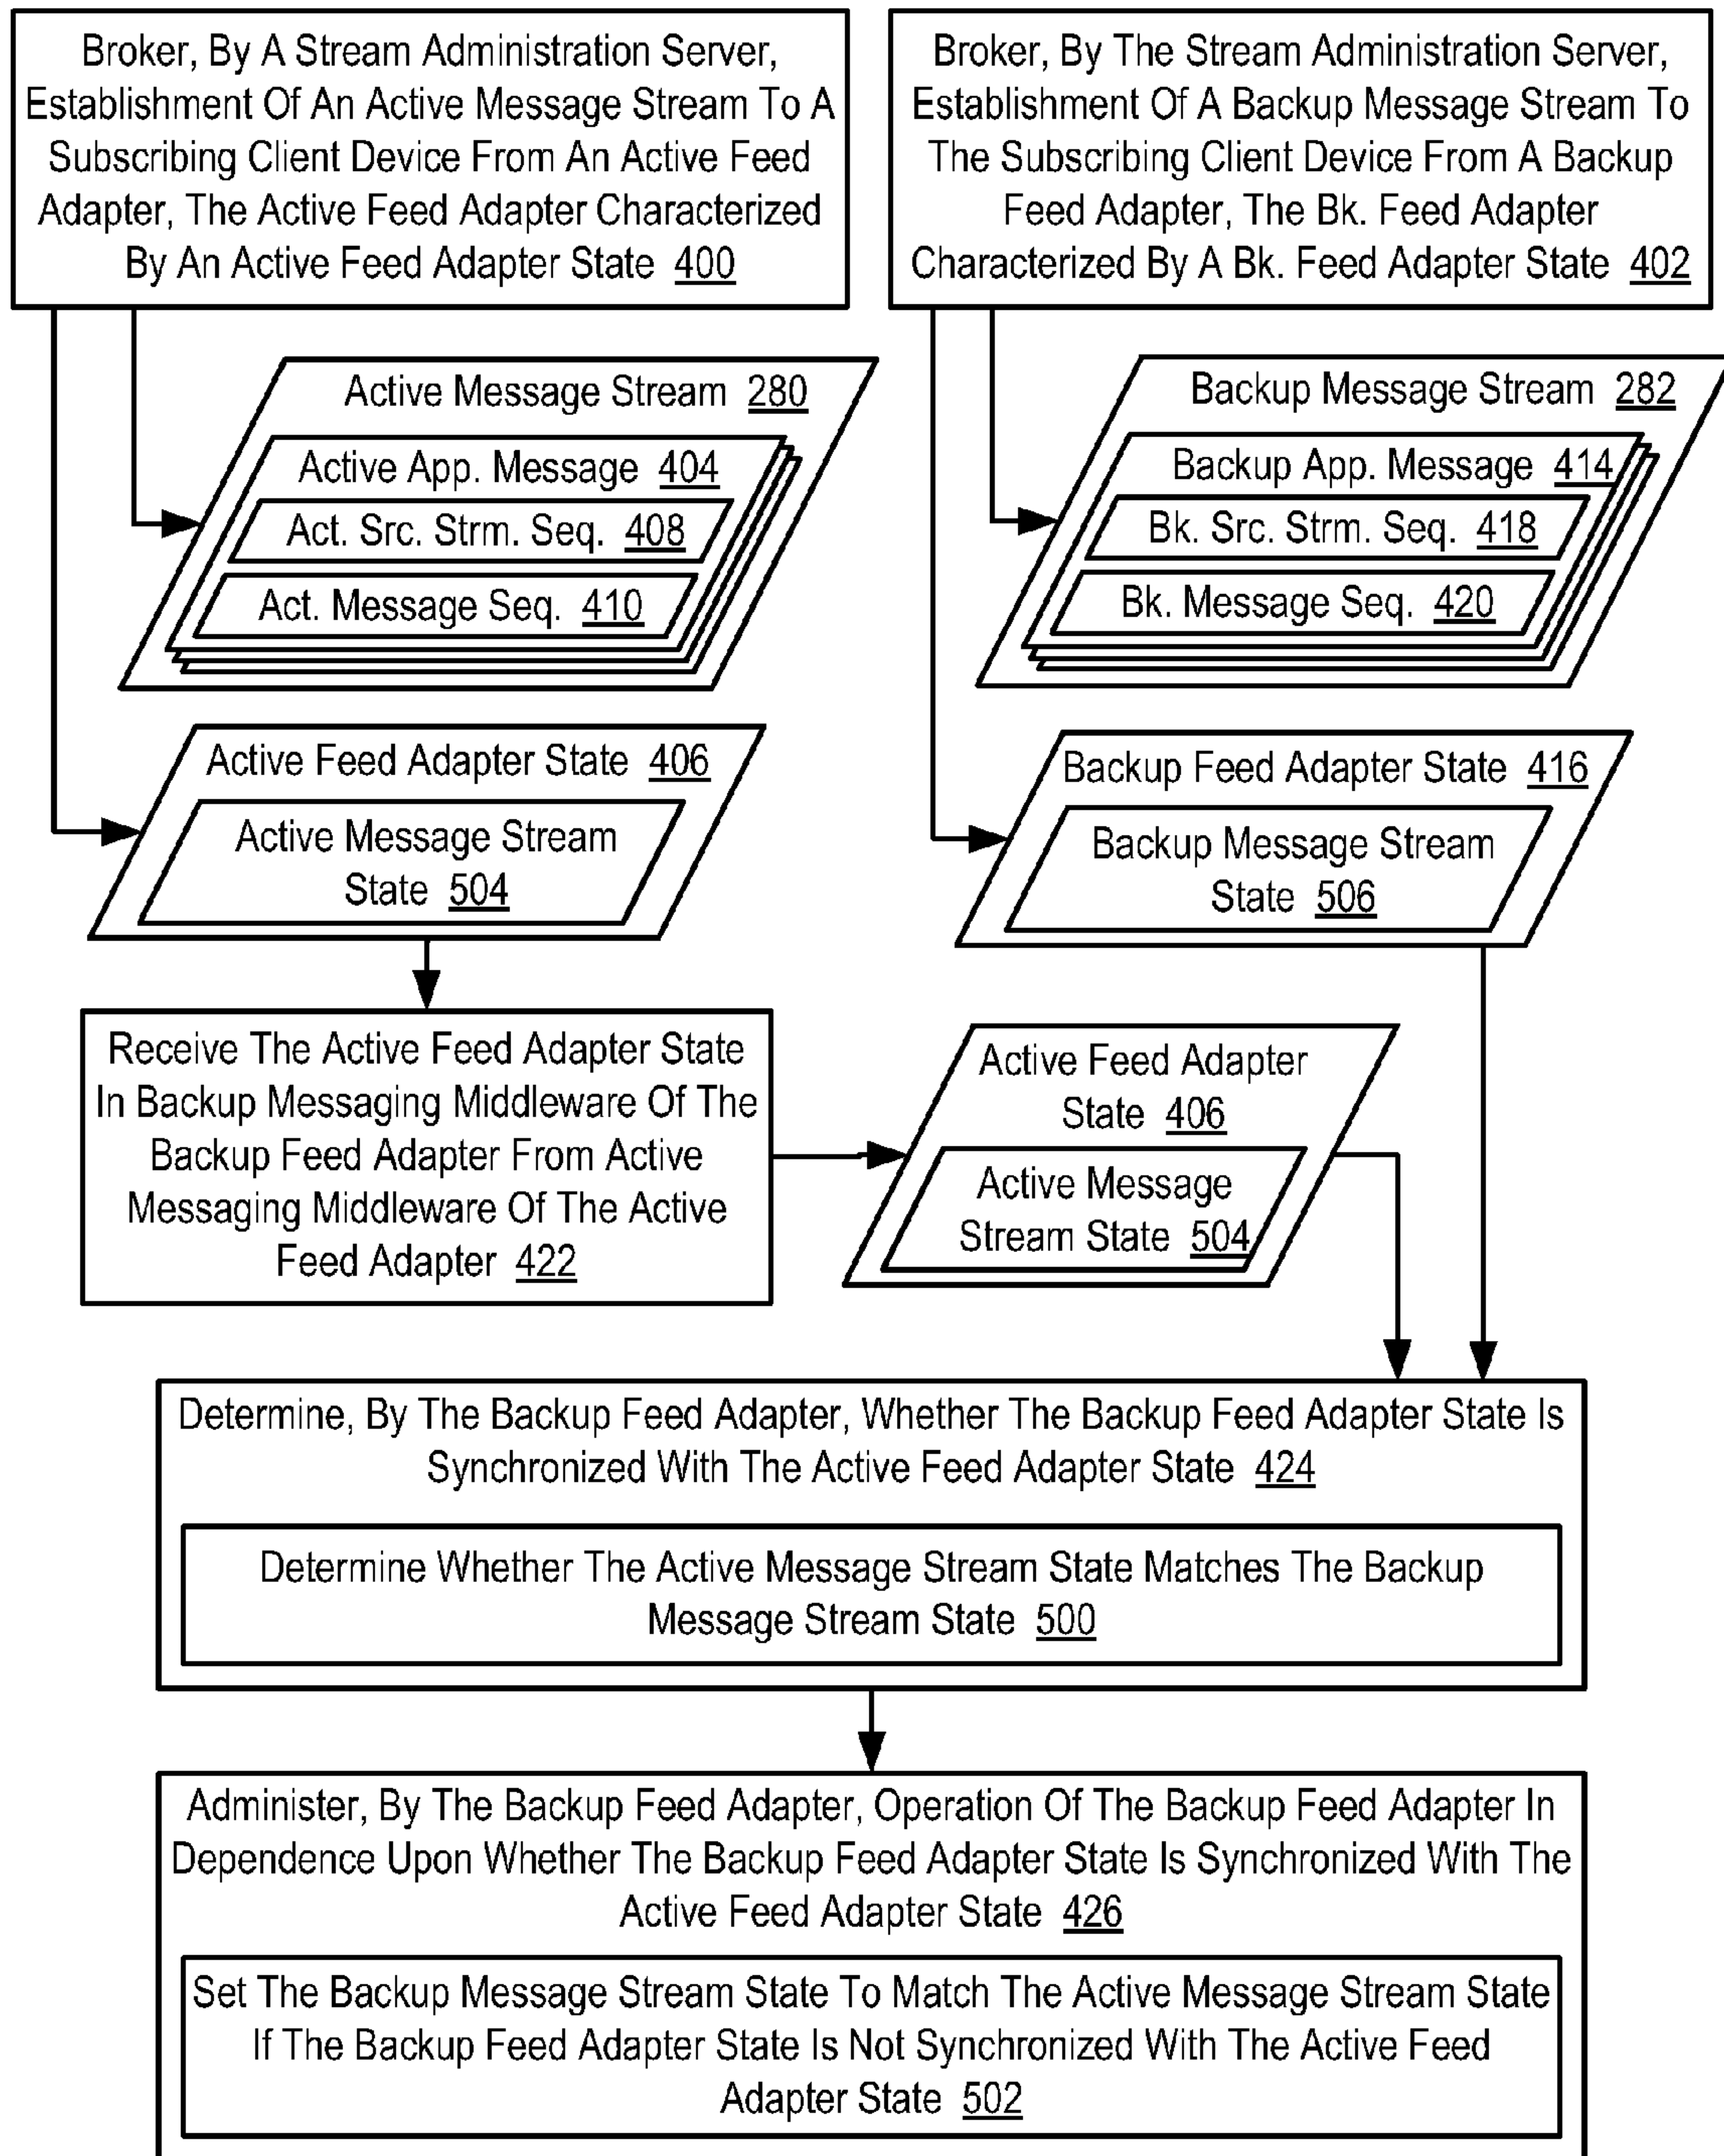 Broker, By A Stream Administration Server,
Establishment Of An Active Message Stream To A
Subscribing Client Device From An Active Feed
Adapter, The Active Feed Adapter Characterized
By An Active Feed Adapter State 400
Broker, By The Stream Administration Server,
Establishment Of A Backup Message Stream To
The Subscribing Client Device From A Backup
Feed Adapter, The Bk. Feed Adapter
Characterized By A Bk. Feed Adapter State 402
Active Message Stream 280
Active App. Message 404
Act. Src. Strm. Seq. 408
Act. Message Seq. 410
Backup Message Stream 282
Backup App. Message 414
Bk. Src. Strm. Seq. 418
Bk. Message Seq. 420
Active Feed Adapter State 406
Active Message Stream
State 504
Backup Feed Adapter State 416
Backup Message Stream
State 506
Receive The Active Feed Adapter State
In Backup Messaging Middleware Of The
Backup Feed Adapter From Active
Messaging Middleware Of The Active
Feed Adapter 422
Active Feed Adapter
State 406
Active Message
Stream State 504
Determine, By The Backup Feed Adapter, Whether The Backup Feed Adapter State Is
Synchronized With The Active Feed Adapter State 424
Determine Whether The Active Message Stream State Matches The Backup
Message Stream State 500
Administer, By The Backup Feed Adapter, Operation Of The Backup Feed Adapter In
Dependence Upon Whether The Backup Feed Adapter State Is Synchronized With The
Active Feed Adapter State 426
Set The Backup Message Stream State To Match The Active Message Stream State
If The Backup Feed Adapter State Is Not Synchronized With The Active Feed
Adapter State 502